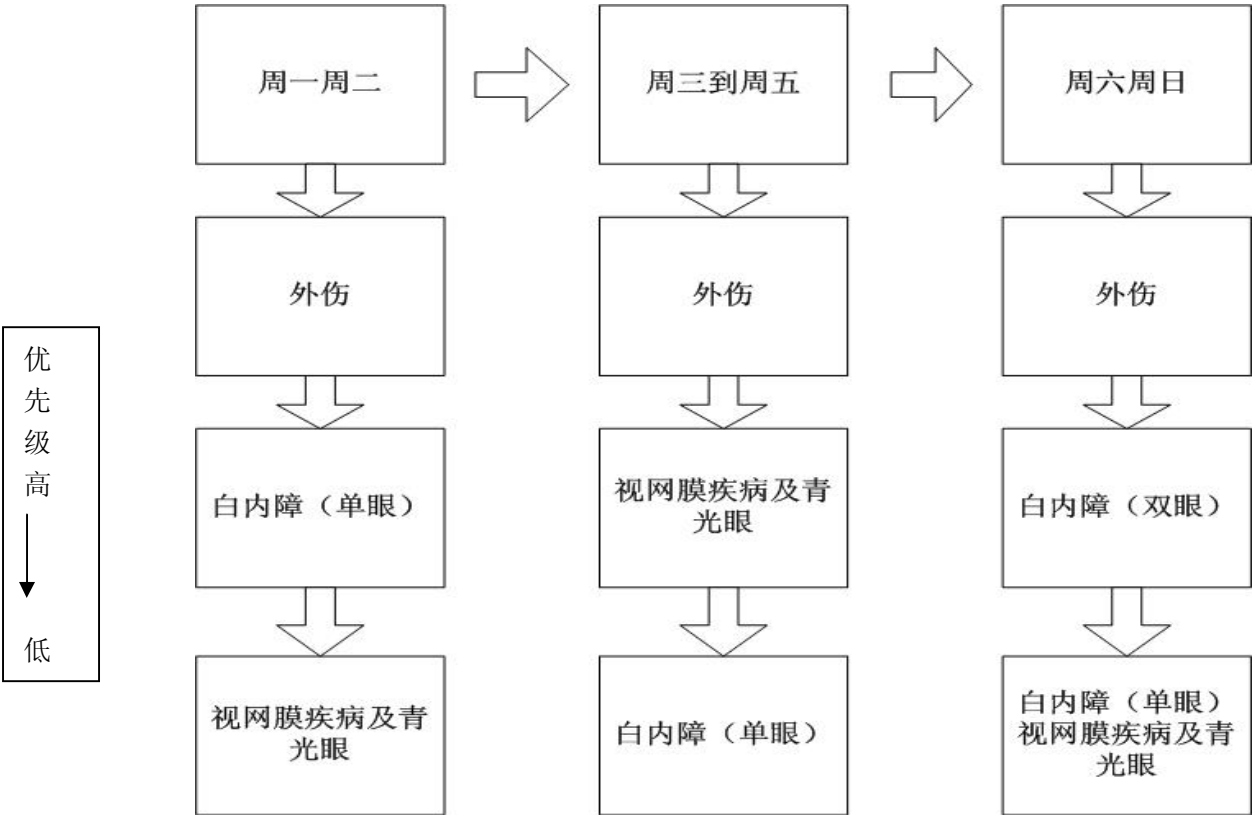 周一周二
周三到周五
周六周日
外伤
外伤
外伤
优
先
级
高
低
白内障（单眼）
视网膜疾病及青
光眼
白内障（双眼）
视网膜疾病及青
光眼
白内障（单眼）
白内障（单眼）
视网膜疾病及青
光眼